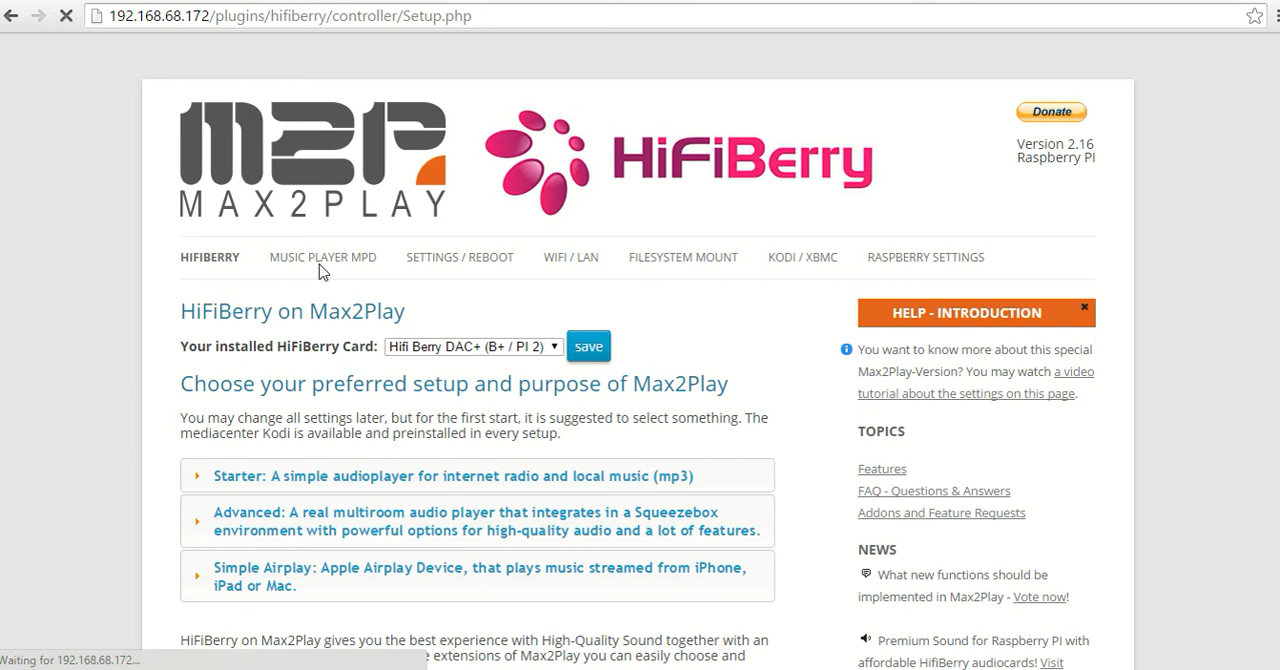 192.168.68.172/plugins/hifiberry/controller/Setup.php
M2P
MAX2PLAY
HiFiBerry
Donate
Version 2.16
Raspberry PI
HIFIBERRY MUSIC PLAYER MPD SETTINGS / REBOOT WIFI / LAN FILESYSTEM MOUNT KODI / XBMC RASPBERRY SETTINGS
HiFiBerry on Max2Play
Your installed HiFiBerry Card: Hifi Berry DAC+ (B+ / PI 2) save
Choose your preferred setup and purpose of Max2Play
You may change all settings later, but for the first start, it is suggested to select something. The
mediacenter Kodi is available and preinstalled in every setup.
Starter: A simple audioplayer for internet radio and local music (mp3)
Advanced: A real multiroom audio player that integrates in a Squeezebox
environment with powerful options for high-quality audio and a lot of features.
Simple Airplay: Apple Airplay Device, that plays music streamed from iPhone,
iPad or Mac.
HiFiBerry on Max2Play gives you the best experience with High-Quality Sound together with an
e extensions of Max2Play you can easily choose and
HELP - INTRODUCTION
You want to know more about this special
Max2Play-Version? You may watch a video
tutorial about the settings on this page.
TOPICS
Features
FAQ - Questions & Answers
Addons and Feature Requests
NEWS
What new functions should be
implemented in Max2Play - Vote now!
Premium Sound for Raspberry PI with
affordable HifiBerry audiocards! Visit
Waiting for 192.168.68.172...